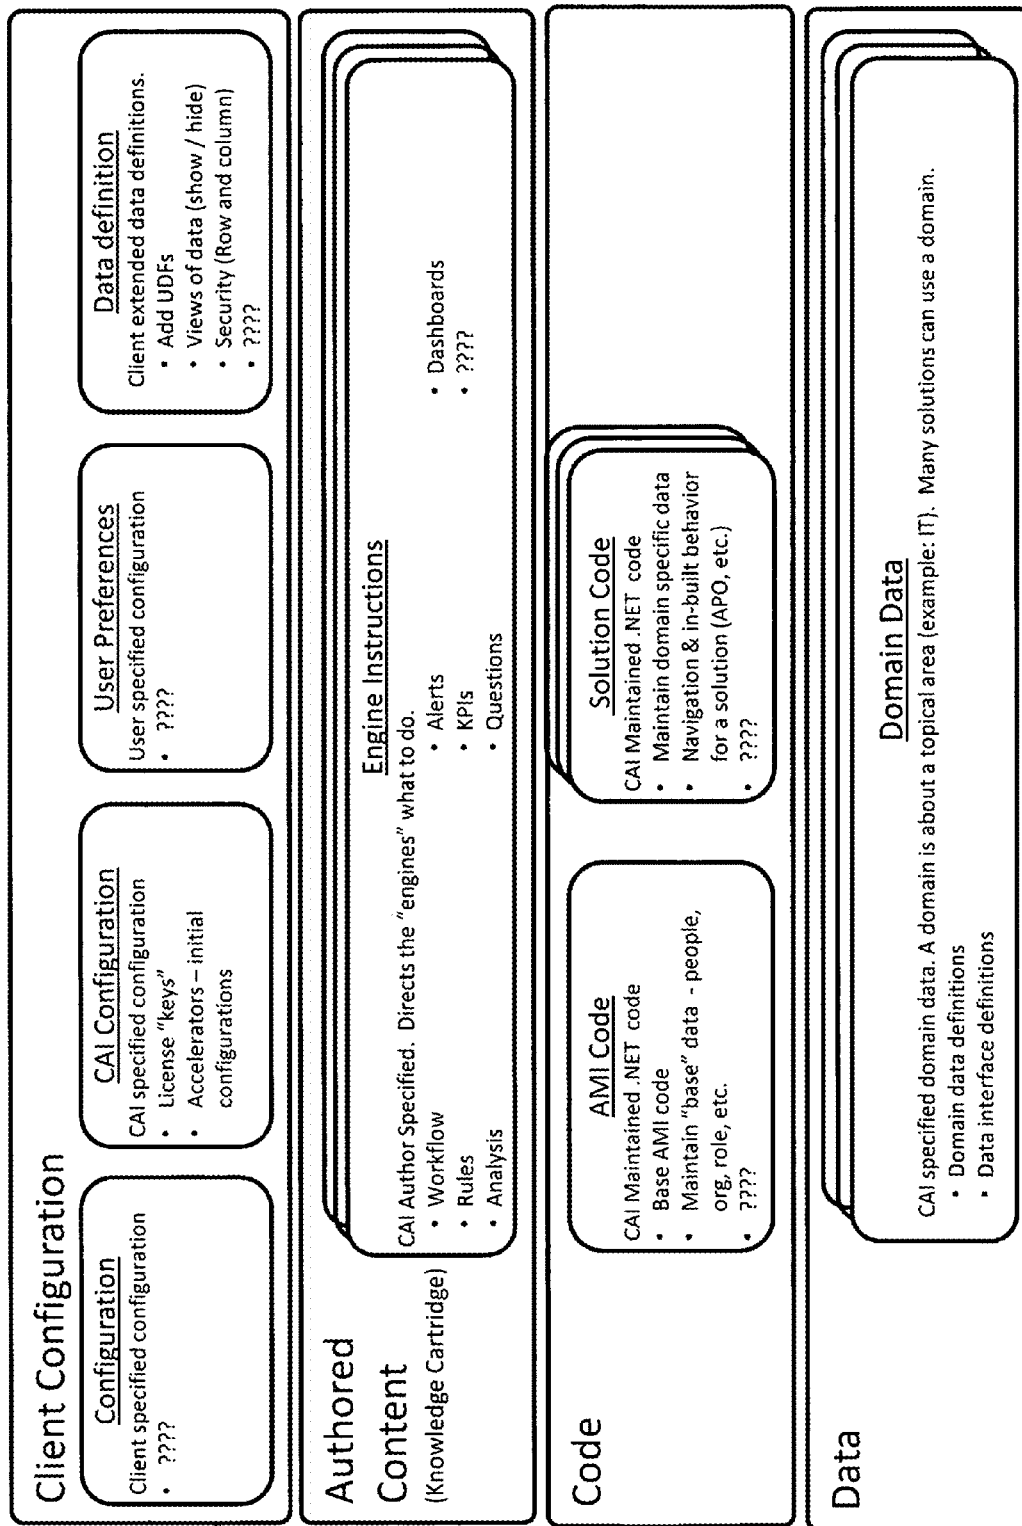 Client Configuration
Configuration
Client specified configuration
• ????
CAI Configuration
CAI specified configuration
• License "keys"
• Accelerators – initial
configurations
User Preferences
User specified configuration
• ????
Data definition
Client extended data definitions.
• Add UDFs
• Views of data (show / hide)
• Security (Row and column)
• ????
Authored
Content
(Knowledge Cartridge)
Engine Instructions
CAI Author Specified. Directs the "engines" what to do.
• Workflow
• Rules
• Analysis
• Alerts
• KPIs
• Questions
• Dashboards
• ????
Code
AMI Code
CAI Maintained .NET code
• Base AMI code
• Maintain "base" data - people,
org, role, etc.
• ????
Solution Code
CAI Maintained .NET code
• Maintain domain specific data
• Navigation & in-built behavior
for a solution (APO, etc.)
• ????
Data
Domain Data
CAI specified domain data. A domain is about a topical area (example: IT). Many solutions can use a domain.
• Domain data definitions
• Data interface definitions